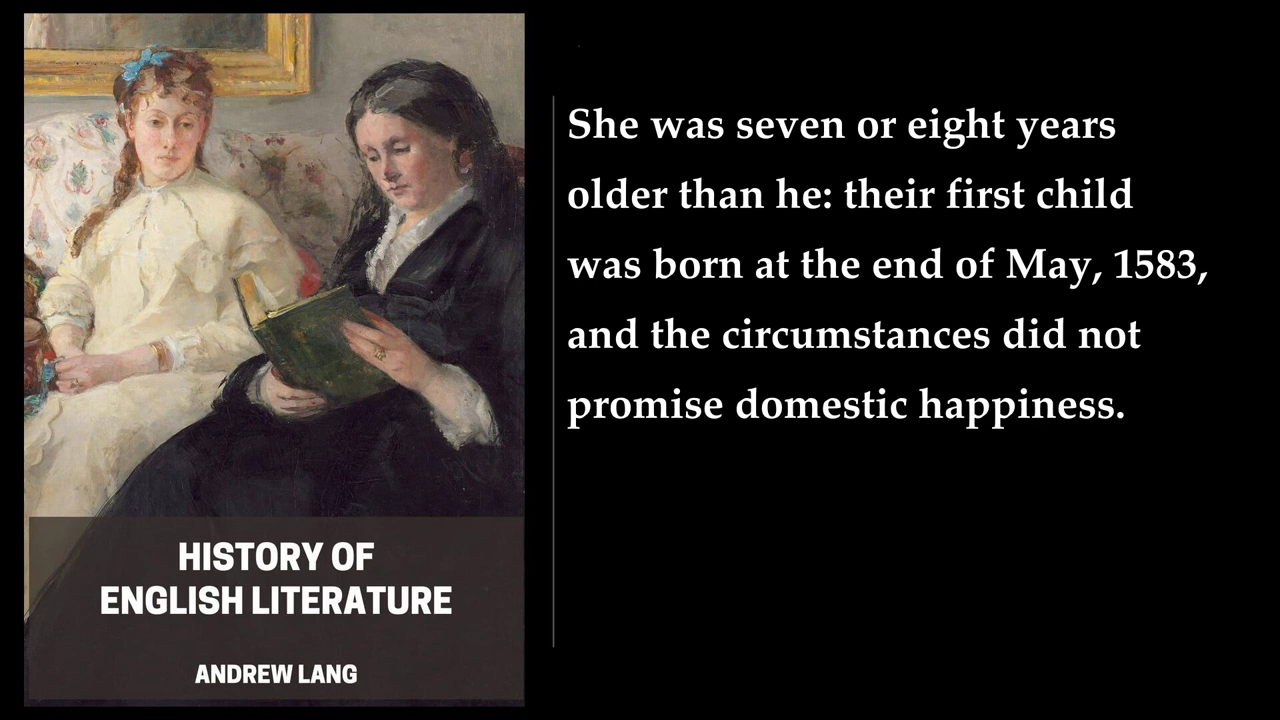 She was seven or eight years
older than he: their first child
was born at the end of May, 1583,
and the circumstances did not
promise domestic happiness.
HISTORY OF
ENGLISH LITERATURE
ANDREW LANG